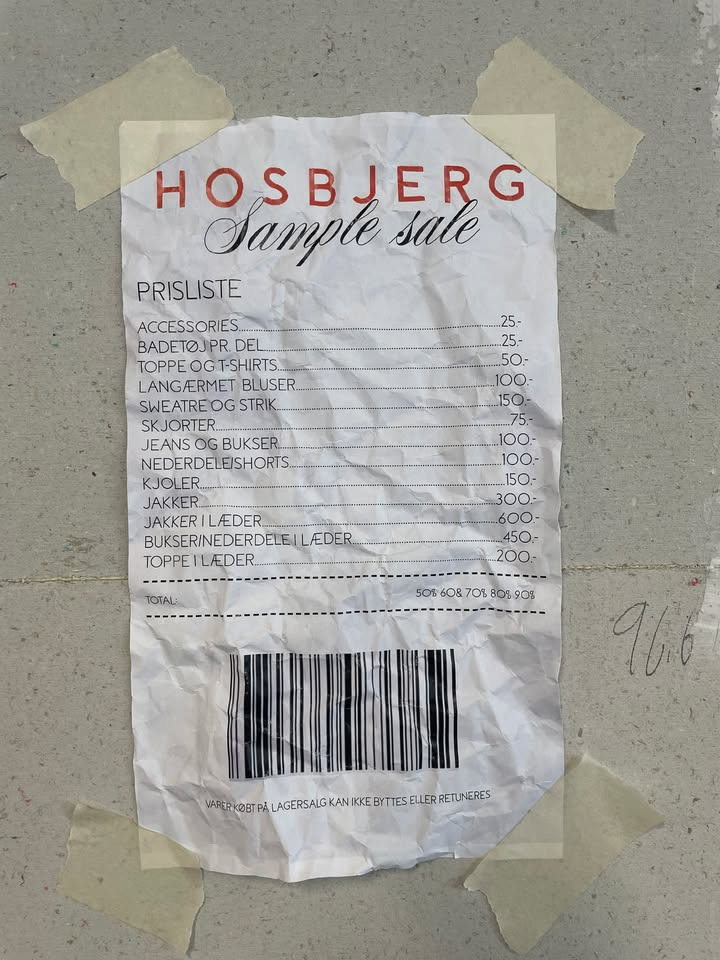 HOSBJERG
Sample sale
PRISLISTE
ACCESSORIES 25.-
BADETØJ PR. DEL 25.-
TOPPE OG T-SHIRTS 50.-
LANGÆRMET BLUSER 100.-
SWEATRE OG STRIK 150.-
SKJORTER 75.-
JEANS OG BUKSER 100.-
NEDERDELE/SHORTS 100.-
KJOLER 150.-
JAKKER 300.-
JAKKER I LÆDER 600.-
BUKSER/NEDERDELE I LÆDER 450.-
TOPPE I LÆDER 200.-
TOTAL: 50% 60& 70% 80% 90%
96.6
VARER KØBT PÅ LAGERSALG KAN IKKE BYTTES ELLER RETUNERES